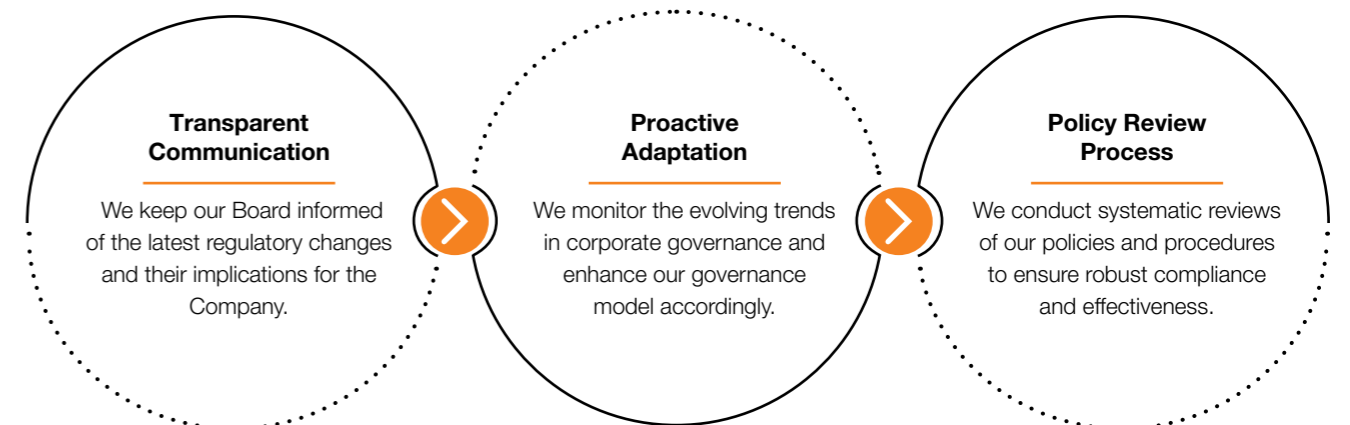 Transparent
Communication
We keep our Board informed
of the latest regulatory changes
and their implications for the
Company.
Proactive
Adaptation
We monitor the evolving trends
in corporate governance and
enhance our governance
model accordingly.
Policy Review
Process
We conduct systematic reviews
of our policies and procedures
to ensure robust compliance
and effectiveness.